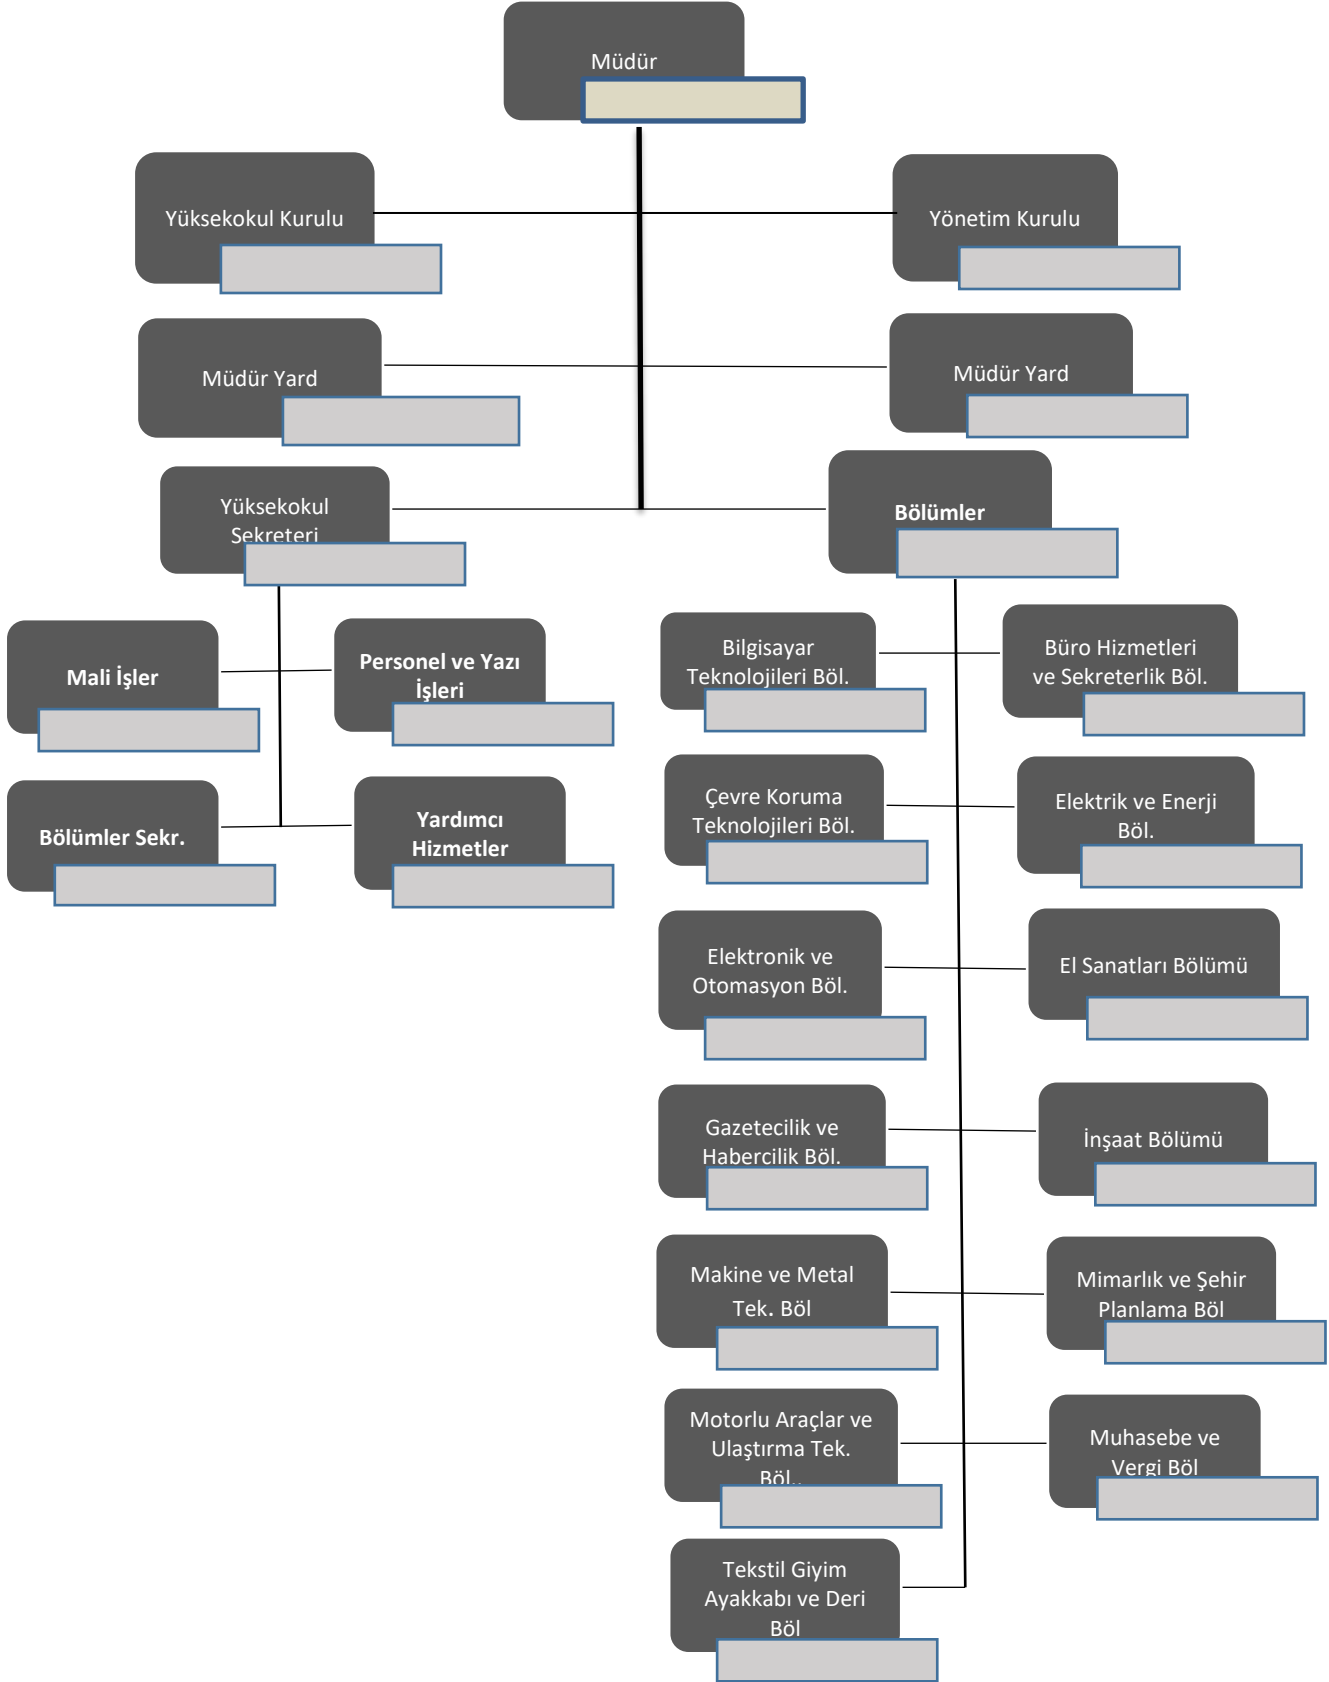 Müdür
Yüksekokul Kurulu
Yönetim Kurulu
Müdür Yard
Müdür Yard
Yüksekokul
Sekreteri
Bölümler
Mali İşler
Personel ve Yazı
İşleri
Bölümler Sekr.
Yardımcı
Hizmetler
Bilgisayar
Teknolojileri Böl.
Büro Hizmetleri
ve Sekreterlik Böl.
Çevre Koruma
Teknolojileri Böl.
Elektrik ve Enerji
Böl.
Elektronik ve
Otomasyon Böl.
El Sanatları Bölümü
Gazetecilik ve
Habercilik Böl.
İnşaat Bölümü
Makine ve Metal
Tek. Böl
Mimarlık ve Şehir
Planlama Böl
Motorlu Araçlar ve
Ulaştırma Tek.
Böl..
Muhasebe ve
Vergi Böl
Tekstil Giyim
Ayakkabı ve Deri
Böl